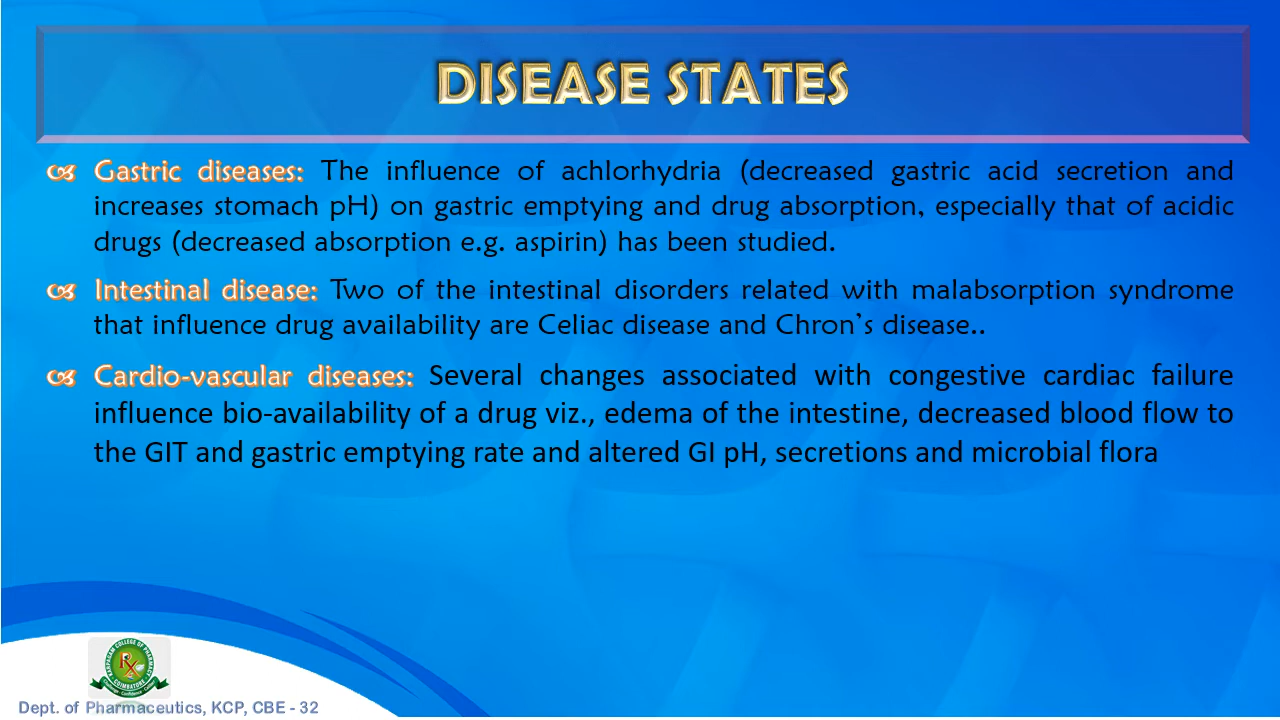 DISEASE STATES
Gastric diseases: The influence of achlorhydria (decreased gastric acid secretion and
increases stomach pH) on gastric emptying and drug absorption, especially that of acidic
drugs (decreased absorption e.g. aspirin) has been studied.
Intestinal disease: Two of the intestinal disorders related with malabsorption syndrome
that influence drug availability are Celiac disease and Chron’s disease..
Cardio-vascular diseases: Several changes associated with congestive cardiac failure
influence bio-availability of a drug viz., edema of the intestine, decreased blood flow to
the GIT and gastric emptying rate and altered GI pH, secretions and microbial flora
KARPAGAM COLLEGE OF PHARMACY
COIMBATORE
Dept. of Pharmaceutics, KCP, CBE - 32